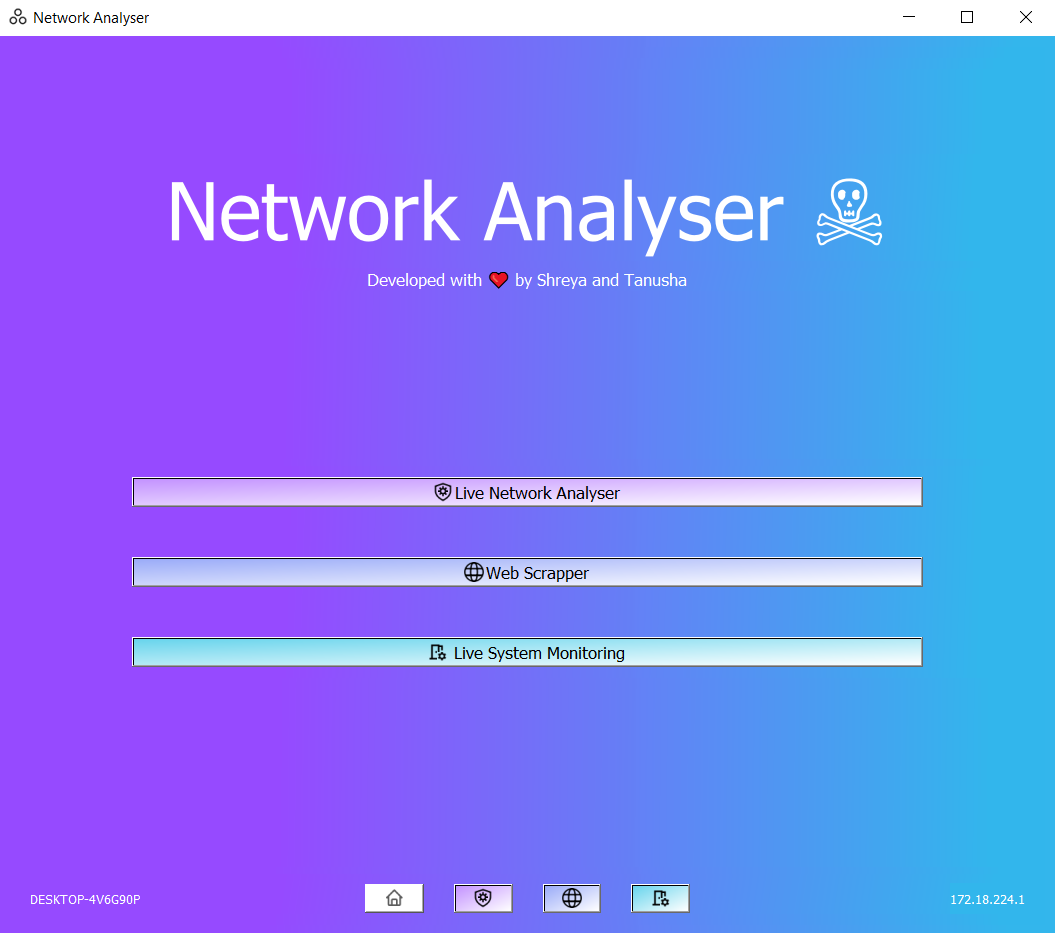 Network Analyser
Network Analyser ☠
Developed with ❤ by Shreya and Tanusha
Live Network Analyser
Web Scrapper
Live System Monitoring
DESKTOP-4V6G90P
172.18.224.1